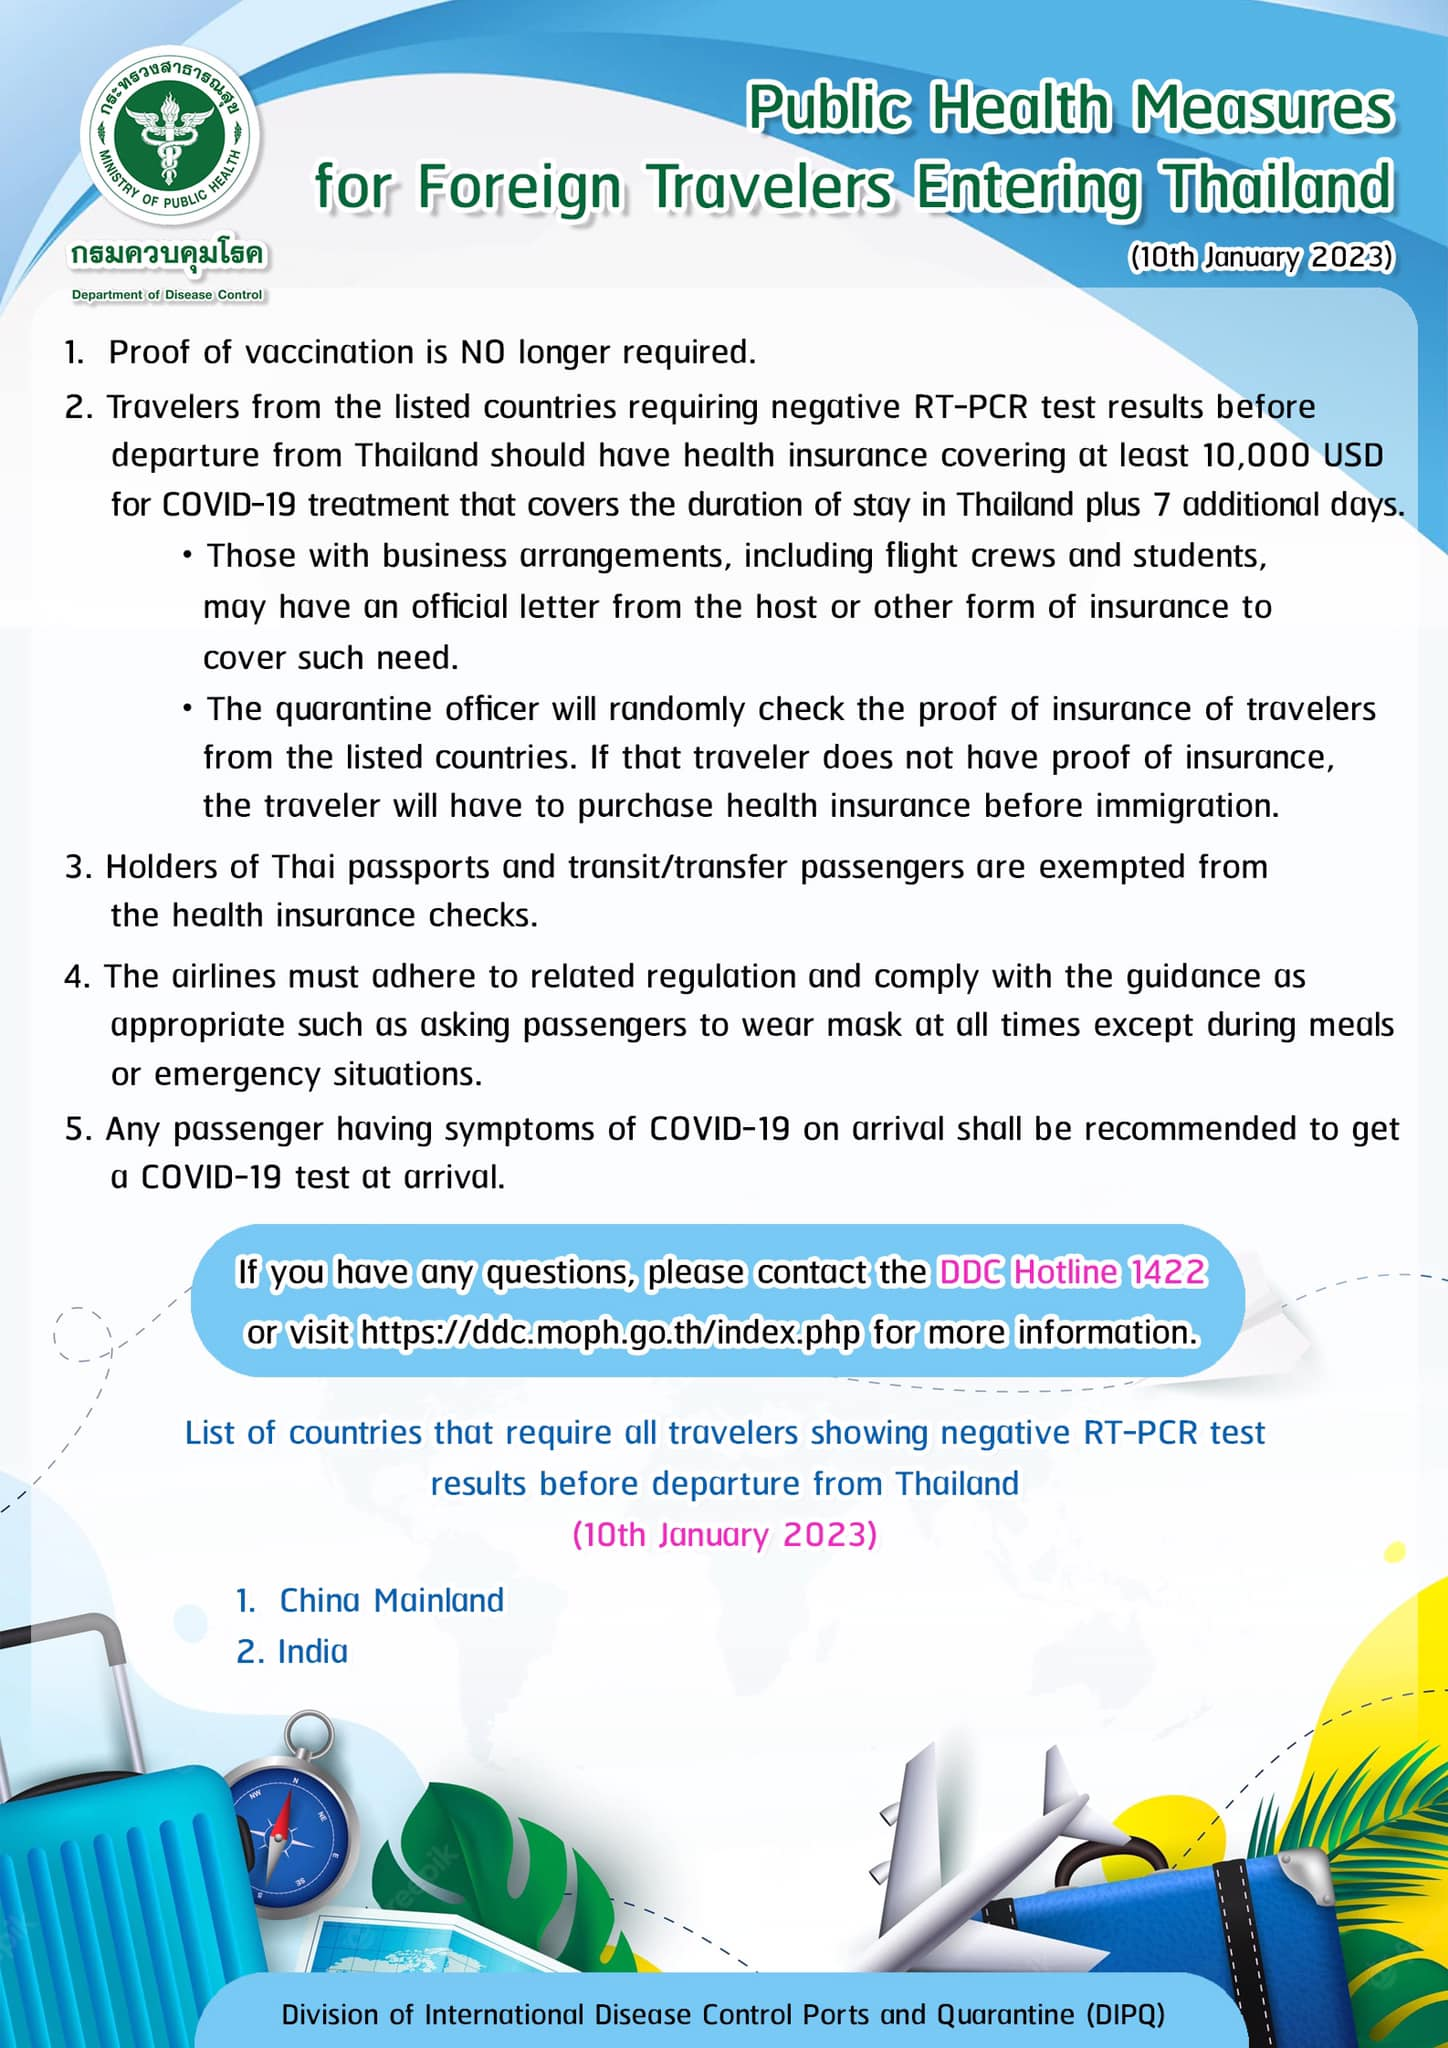 กระทรวงสาธารณสุข
MINISTRY OF PUBLIC HEALTH
กรมควบคุมโรค
Department of Disease Control
Public Health Measures
for Foreign Travelers Entering Thailand
(10th January 2023)
1. Proof of vaccination is NO longer required.
2. Travelers from the listed countries requiring negative RT-PCR test results before
departure from Thailand should have health insurance covering at least 10,000 USD
for COVID-19 treatment that covers the duration of stay in Thailand plus 7 additional days.
• Those with business arrangements, including flight crews and students,
may have an official letter from the host or other form of insurance to
cover such need.
• The quarantine officer will randomly check the proof of insurance of travelers
from the listed countries. If that traveler does not have proof of insurance,
the traveler will have to purchase health insurance before immigration.
3. Holders of Thai passports and transit/transfer passengers are exempted from
the health insurance checks.
4. The airlines must adhere to related regulation and comply with the guidance as
appropriate such as asking passengers to wear mask at all times except during meals
or emergency situations.
5. Any passenger having symptoms of COVID-19 on arrival shall be recommended to get
a COVID-19 test at arrival.
If you have any questions, please contact the DDC Hotline 1422
or visit https://ddc.moph.go.th/index.php for more information.
List of countries that require all travelers showing negative RT-PCR test
results before departure from Thailand
(10th January 2023)
1. China Mainland
2. India
N
NW
NE
E
SE
S
Division of International Disease Control Ports and Quarantine (DIPQ)